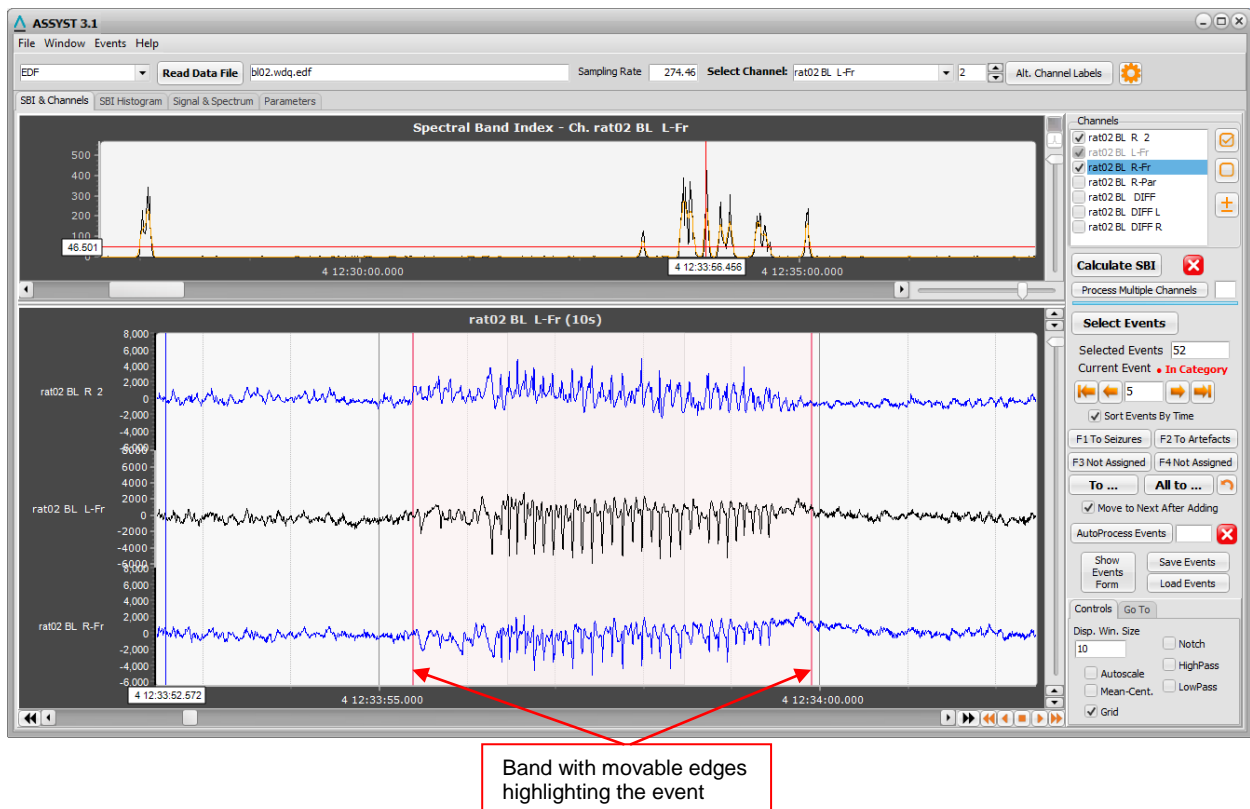 ASSYST 3.1
File Window Events Help
EDF Read Data File bl02.wdq.edf Sampling Rate 274.46 Select Channel: rat02 BL L-Fr 2 Alt. Channel Labels
SBI & Channels SBI Histogram Signal & Spectrum Parameters
Spectral Band Index - Ch. rat02 BL L-Fr
500
400
300
200
100
46.501
0
4 12:30:00.000
4 12:33:56.456
4 12:35:00.000
rat02 BL L-Fr (10s)
8,000
6,000
4,000
2,000
rat02 BL R 2
0
-2,000
-4,000
-6,000
8000
6000
4000
2000
rat02 BL L-Fr
0
-2000
-4000
-6000
8,000
6,000
4,000
2,000
rat02 BL R-Fr
0
-2,000
-4,000
-6,000
4 12:33:52.572
4 12:33:55.000
4 12:34:00.000
Channels
rat02 BL R 2
rat02 BL L-Fr
rat02 BL R-Fr
rat02 BL R-Par
rat02 BL DIFF
rat02 BL DIFF L
rat02 BL DIFF R
Calculate SBI
Process Multiple Channels
Select Events
Selected Events 52
Current Event • In Category
5
Sort Events By Time
F1 To Seizures F2 To Artefacts
F3 Not Assigned F4 Not Assigned
To ... All to ...
Move to Next After Adding
AutoProcess Events
Show Events Form
Save Events
Load Events
Controls Go To
Disp. Win. Size
10
Notch
Autoscale
HighPass
Mean-Cent.
LowPass
Grid
Band with movable edges
highlighting the event